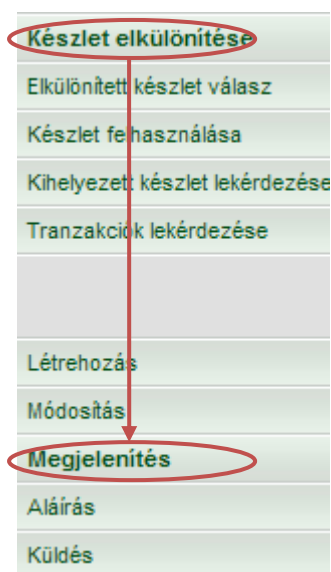 Készlet elkülönítése
Elkülönített készlet válasz
Készlet felhasználása
Kihelyezett készlet lekérdezése
Tranzakciók lekérdezése
Létrehozás
Módosítás
Megjelenítés
Aláírás
Küldés